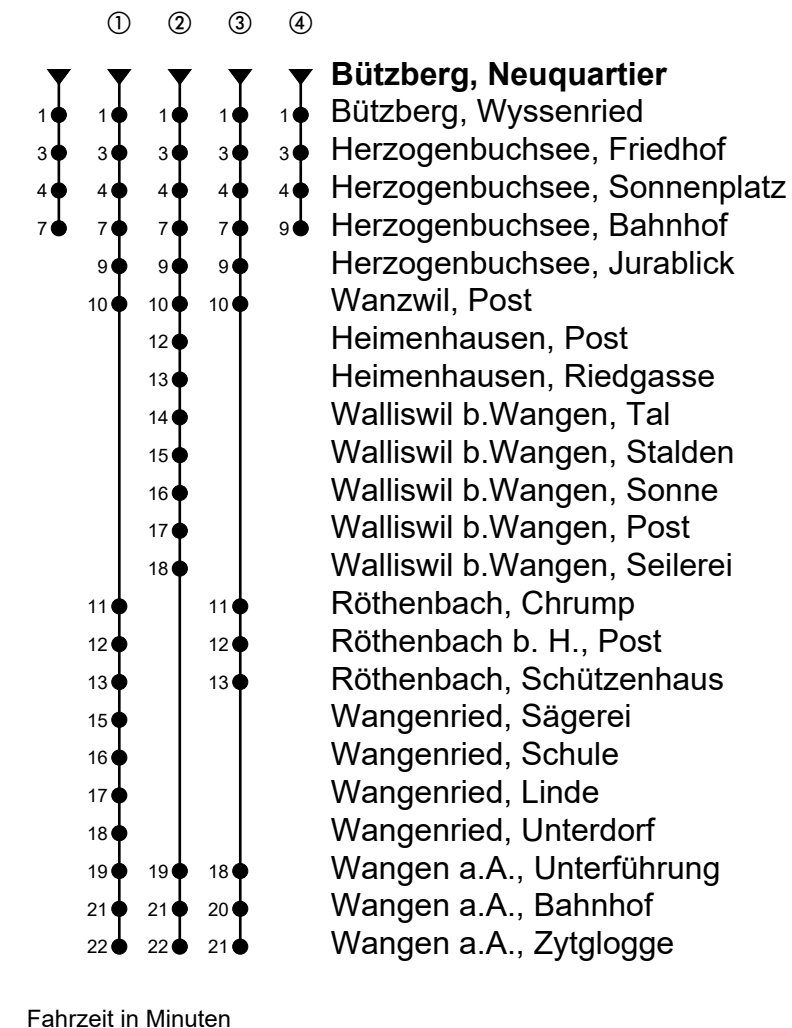 ① ② ③ ④
Bützberg, Neuquartier
1 1 1 1 1 Bützberg, Wyssenried
3 3 3 3 3 Herzogenbuchsee, Friedhof
4 4 4 4 4 Herzogenbuchsee, Sonnenplatz
7 7 7 7 9 Herzogenbuchsee, Bahnhof
9 9 9 Herzogenbuchsee, Jurablick
10 10 10 Wanzwil, Post
12 Heimenhausen, Post
13 Heimenhausen, Riedgasse
14 Walliswil b.Wangen, Tal
15 Walliswil b.Wangen, Stalden
16 Walliswil b.Wangen, Sonne
17 Walliswil b.Wangen, Post
18 Walliswil b.Wangen, Seilerei
11 11 Röthenbach, Chrump
12 12 Röthenbach b. H., Post
13 13 Röthenbach, Schützenhaus
15 Wangenried, Sägerei
16 Wangenried, Schule
17 Wangenried, Linde
18 Wangenried, Unterdorf
19 19 18 Wangen a.A., Unterführung
21 21 20 Wangen a.A., Bahnhof
22 22 21 Wangen a.A., Zytglogge
Fahrzeit in Minuten